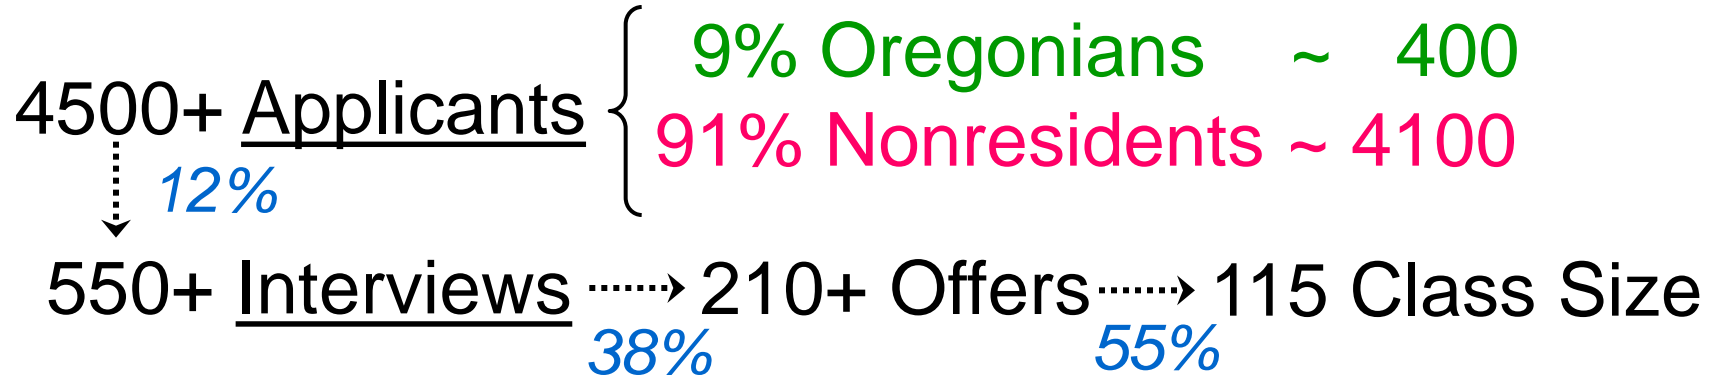 9% Oregonians ~ 400
4500+ Applicants
91% Nonresidents ~ 4100
12%
550+ Interviews 210+ Offers 115 Class Size
38% 55%